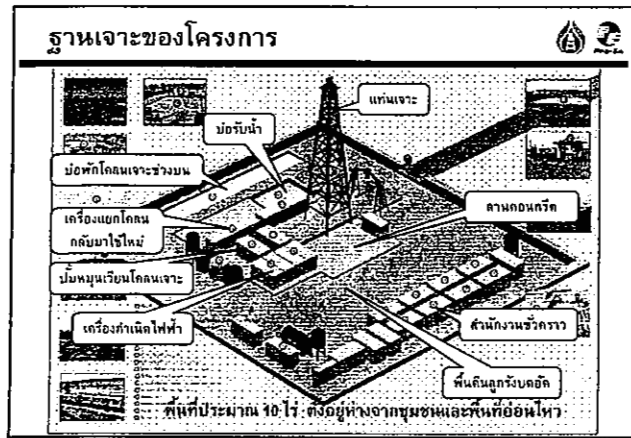 ฐานเจาะของโครงการ
แท่นเจาะ
บ่อรับน้ำ
บ่อพักโคลนเจาะช่วงบน
เครื่องแยกโคลน
กลับมาใช้ใหม่
ลานคอนกรีต
ปั๊มหมุนเวียนโคลนเจาะ
เครื่องกำเนิดไฟฟ้า
สำนักงานชั่วคราว
พื้นดินลูกรังบดอัด
พื้นที่ประมาณ 10 ไร่ ตั้งอยู่ห่างจากชุมชนและพื้นที่อ่อนไหว